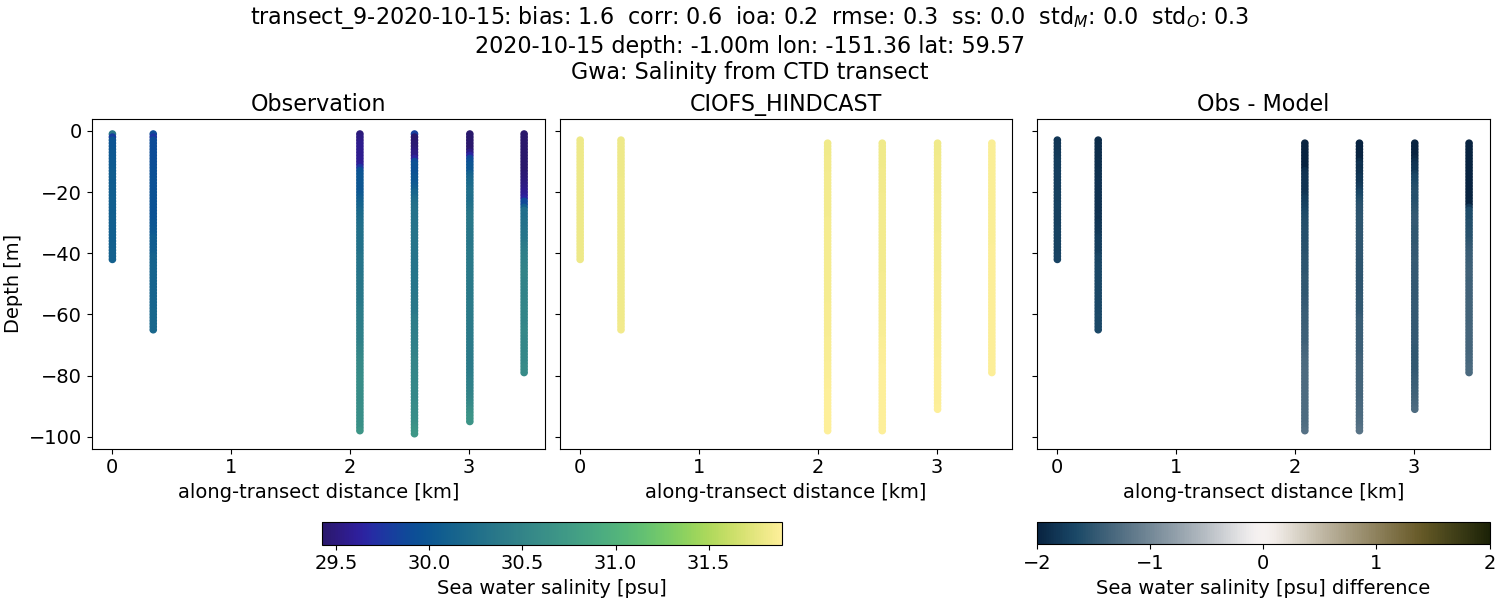 transect_9-2020-10-15: bias: 1.6  corr: 0.6  ioa: 0.2  rmse: 0.3  ss: 0.0  std_M: 0.0  std_O: 0.3
2020-10-15 depth: -1.00m lon: -151.36 lat: 59.57
Gwa: Salinity from CTD transect
Observation
CIOFS_HINDCAST
Obs - Model
Depth [m]
0
−20
−40
−60
−80
−100
0 1 2 3
0 1 2 3
0 1 2 3
along-transect distance [km]
along-transect distance [km]
along-transect distance [km]
29.5 30.0 30.5 31.0 31.5
Sea water salinity [psu]
−2 −1 0 1 2
Sea water salinity [psu] difference